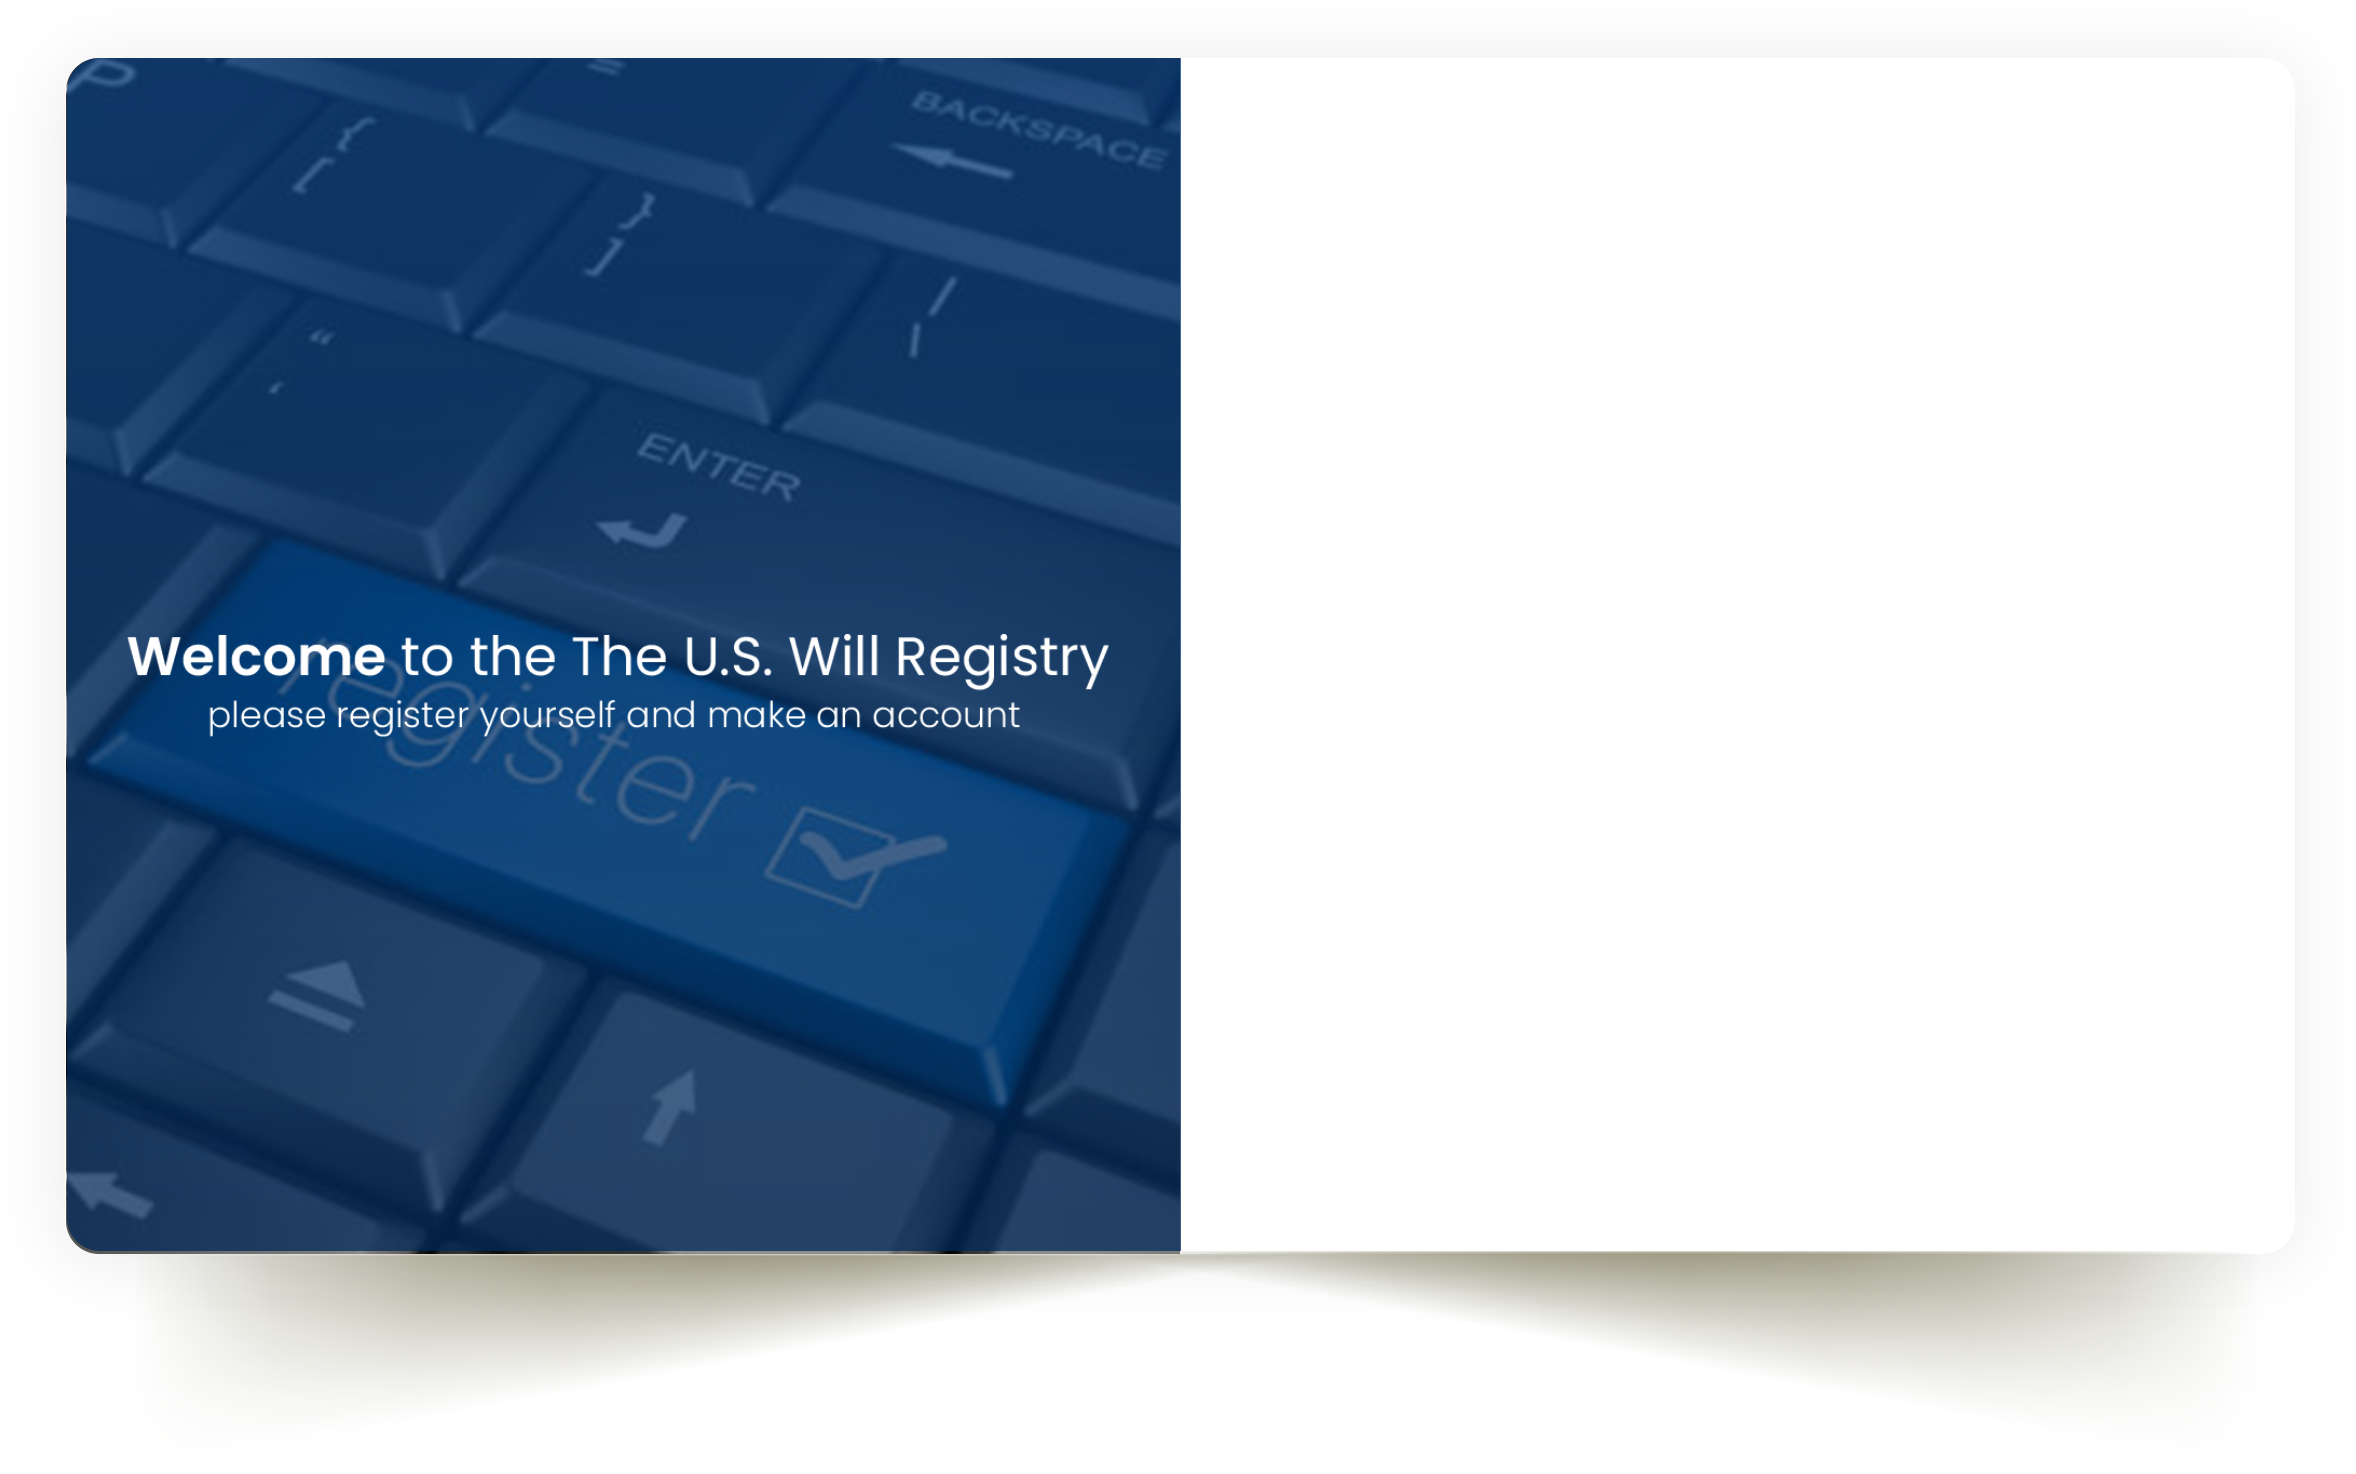 P
=
BACKSPACE
{
[
}
]
/
\
“
‘
ENTER
Welcome to the The U.S. Will Registry
please register yourself and make an account
register